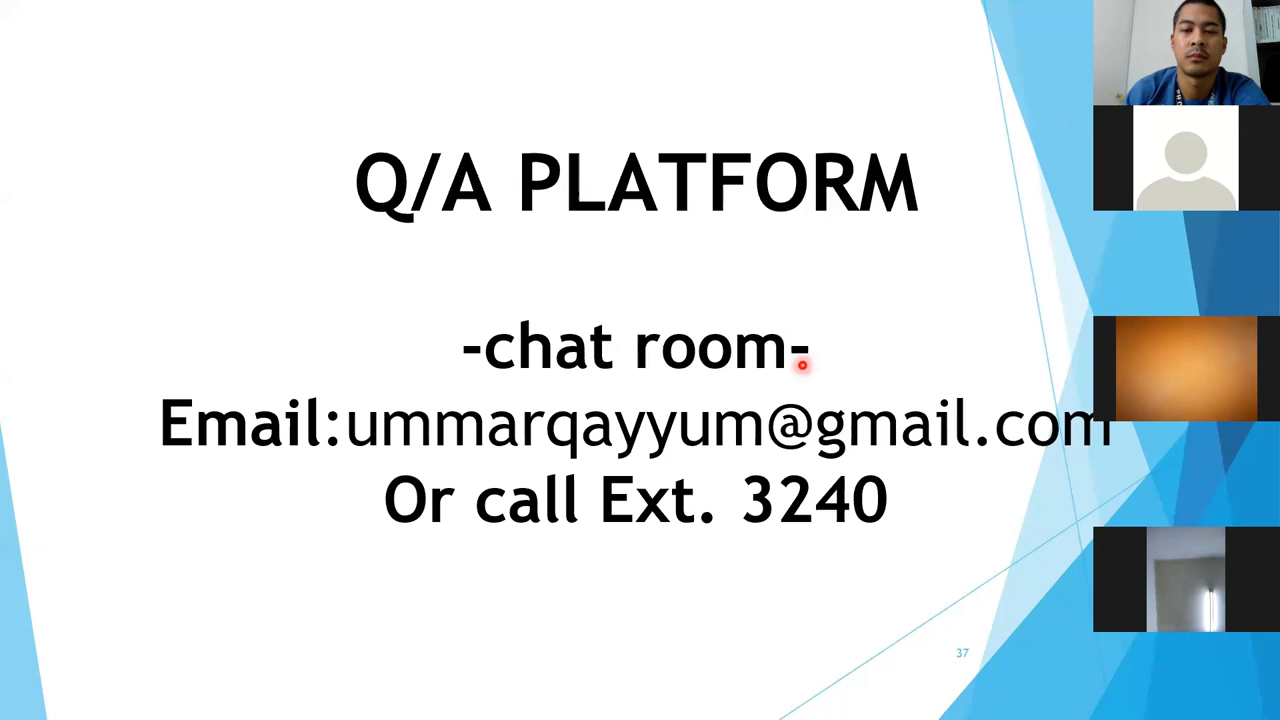 Q/A PLATFORM
-chat room-
Email:ummarqayyum@gmail.com
Or call Ext. 3240
37